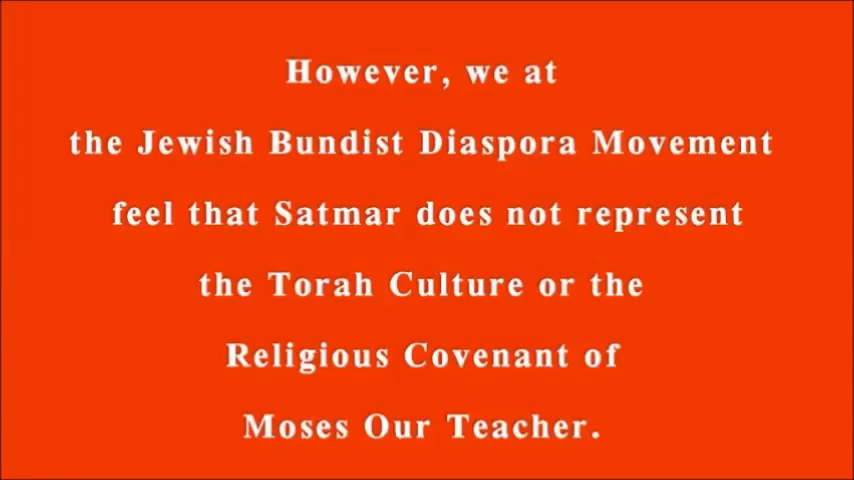 However, we at
the Jewish Bundist Diaspora Movement
feel that Satmar does not represent
the Torah Culture or the
Religious Covenant of
Moses Our Teacher.